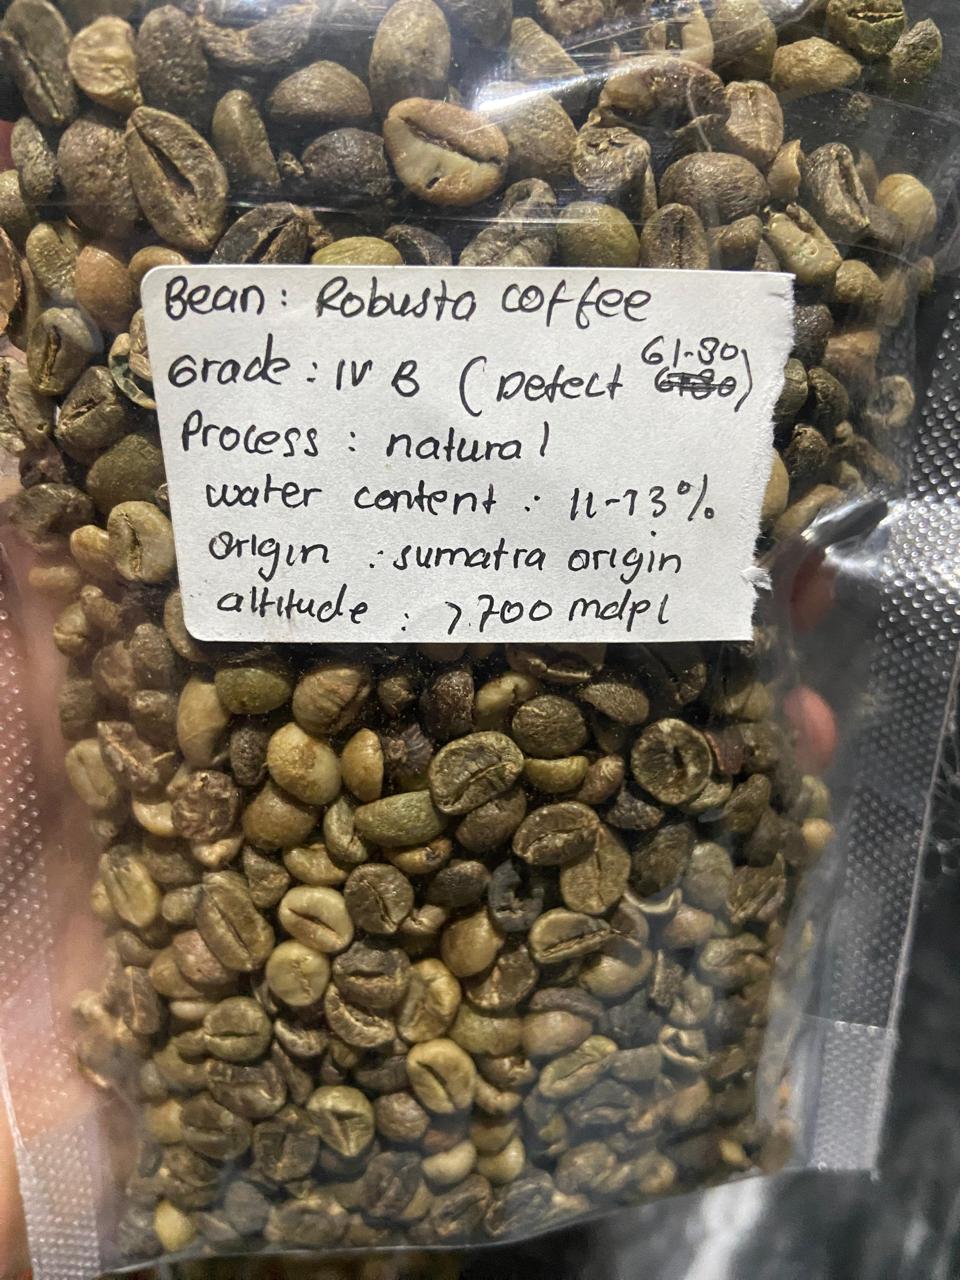 Bean : Robusta coffee
Grade : IV B (Defect 61-80)
Process : natural
water content : 11-13%
origin : sumatra origin
altitude : >.700 mdpl